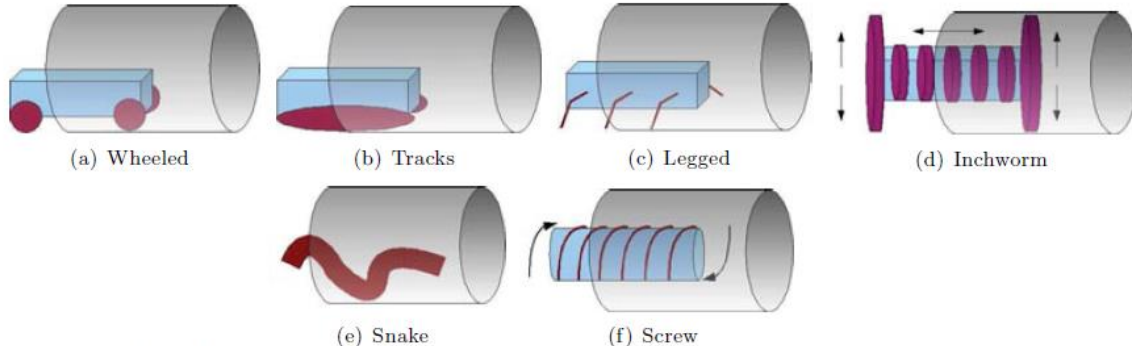 (a) Wheeled
(b) Tracks
(c) Legged
(d) Inchworm
(e) Snake
(f) Screw